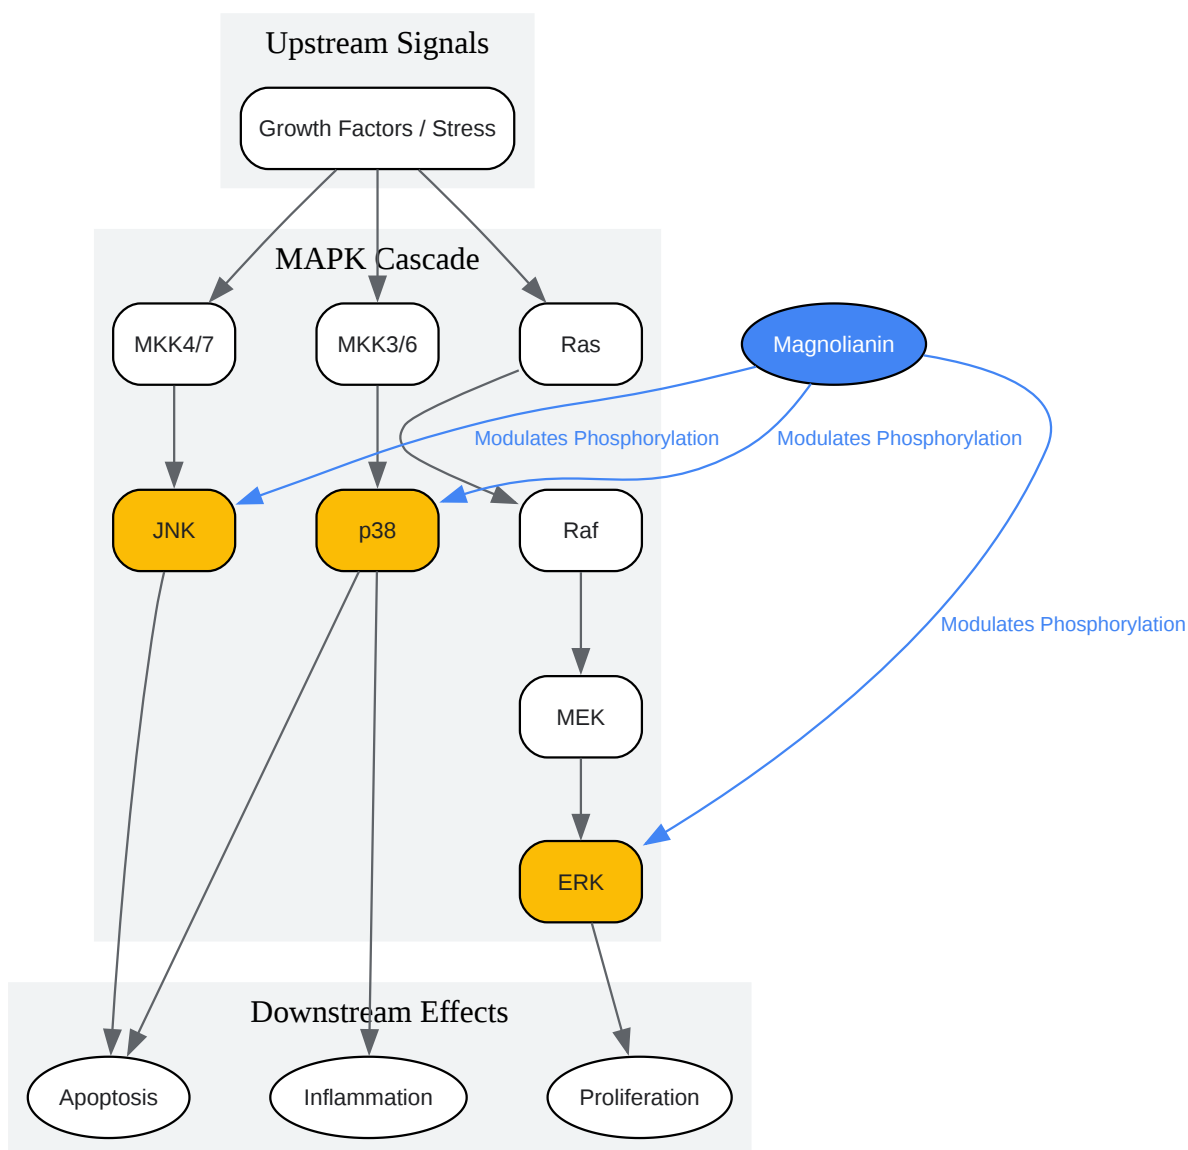 Upstream Signals
Growth Factors / Stress
MAPK Cascade
MKK4/7
MKK3/6
Ras
Magnolianin
Modulates Phosphorylation
Modulates Phosphorylation
JNK
p38
Raf
Modulates Phosphorylation
MEK
ERK
Downstream Effects
Apoptosis
Inflammation
Proliferation